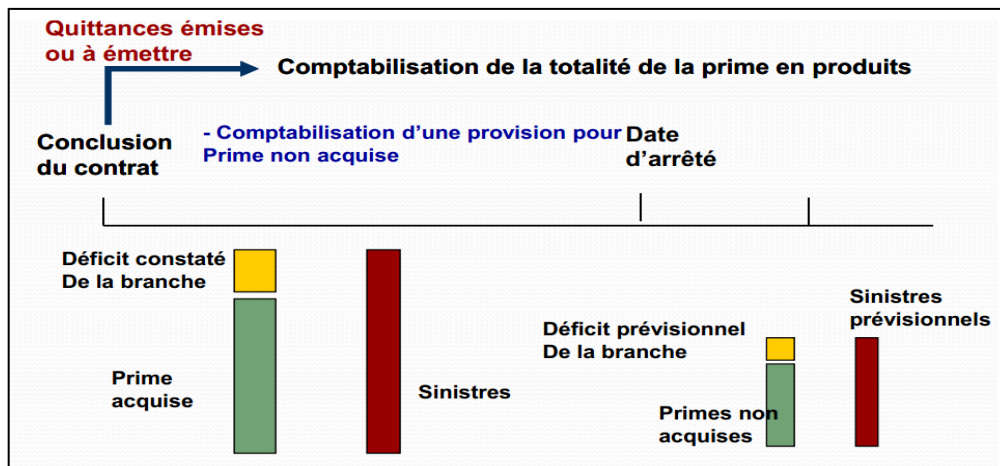 Quittances émises
ou à émettre
Comptabilisation de la totalité de la prime en produits
Conclusion
du contrat
- Comptabilisation d'une provision pour
Prime non acquise
Date
d'arrêté
Déficit constaté
De la branche
Prime
acquise
Sinistres
Déficit prévisionnel
De la branche
Primes non
acquises
Sinistres
prévisionnels